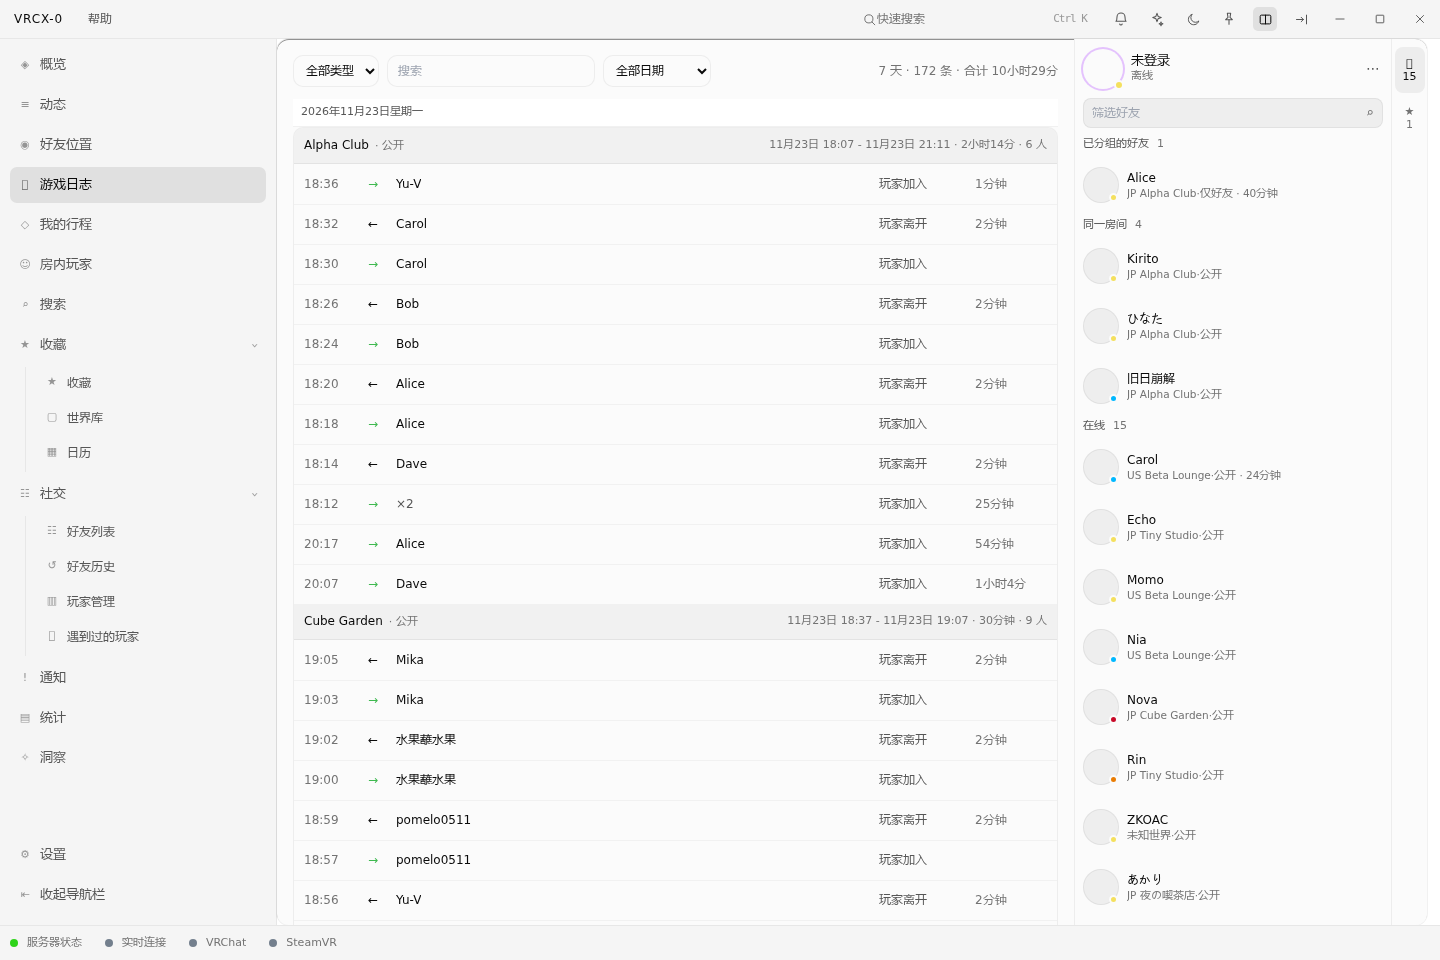 VRCX-0
帮助
快速搜索
Ctrl K
概览
动态
好友位置
游戏日志
我的行程
房内玩家
搜索
收藏
收藏
世界库
日历
社交
好友列表
好友历史
玩家管理
遇到过的玩家
通知
统计
洞察
设置
收起导航栏
全部类型
搜索
全部日期
7 天 · 172 条 · 合计 10小时29分
2026年11月23日星期一
Alpha Club · 公开 11月23日 18:07 - 11月23日 21:11 · 2小时14分 · 6 人
18:36 → Yu-V 玩家加入 1分钟
18:32 ← Carol 玩家离开 2分钟
18:30 → Carol 玩家加入
18:26 ← Bob 玩家离开 2分钟
18:24 → Bob 玩家加入
18:20 ← Alice 玩家离开 2分钟
18:18 → Alice 玩家加入
18:14 ← Dave 玩家离开 2分钟
18:12 → ×2 玩家加入 25分钟
20:17 → Alice 玩家加入 54分钟
20:07 → Dave 玩家加入 1小时4分
Cube Garden · 公开 11月23日 18:37 - 11月23日 19:07 · 30分钟 · 9 人
19:05 ← Mika 玩家离开 2分钟
19:03 → Mika 玩家加入
19:02 ← 水果 水果 玩家离开 2分钟
19:00 → 水果 水果 玩家加入
18:59 ← pomelo0511 玩家离开 2分钟
18:57 → pomelo0511 玩家加入
18:56 ← Yu-V 玩家离开 2分钟
未登录
离线
筛选好友
已分组的好友 1
Alice
JP Alpha Club·仅好友 · 40分钟
同一房间 4
Kirito
JP Alpha Club·公开
ひなた
JP Alpha Club·公开
旧日崩解
JP Alpha Club·公开
在线 15
Carol
US Beta Lounge·公开 · 24分钟
Echo
JP Tiny Studio·公开
Momo
US Beta Lounge·公开
Nia
US Beta Lounge·公开
Nova
JP Cube Garden·公开
Rin
JP Tiny Studio·公开
ZKOAC
未知世界·公开
あかり
JP 夜の喫茶店·公开
15
★
1
服务器状态
实时连接
VRChat
SteamVR